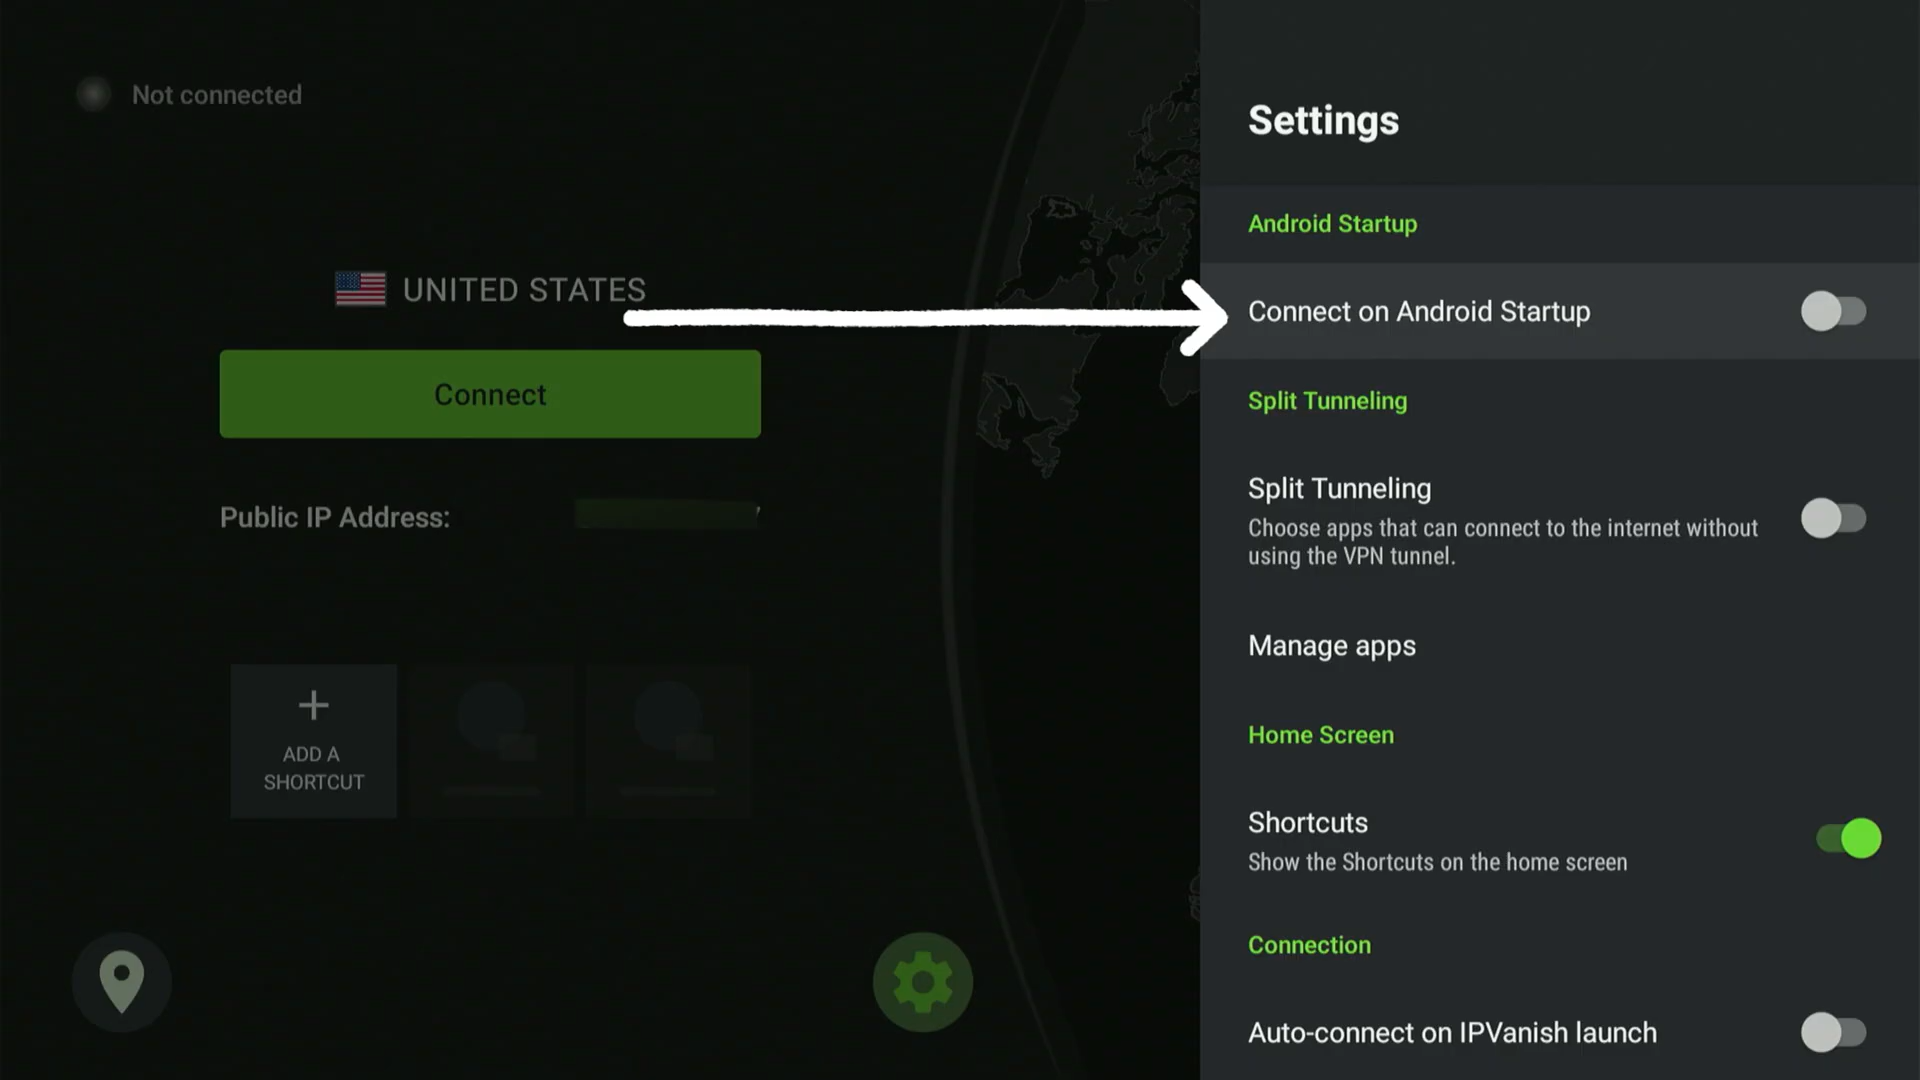 Not connected
UNITED STATES
Connect
Public IP Address:
ADD A
SHORTCUT
Settings
Android Startup
Connect on Android Startup
Split Tunneling
Split Tunneling
Choose apps that can connect to the internet without
using the VPN tunnel.
Manage apps
Home Screen
Shortcuts
Show the Shortcuts on the home screen
Connection
Auto-connect on IPVanish launch